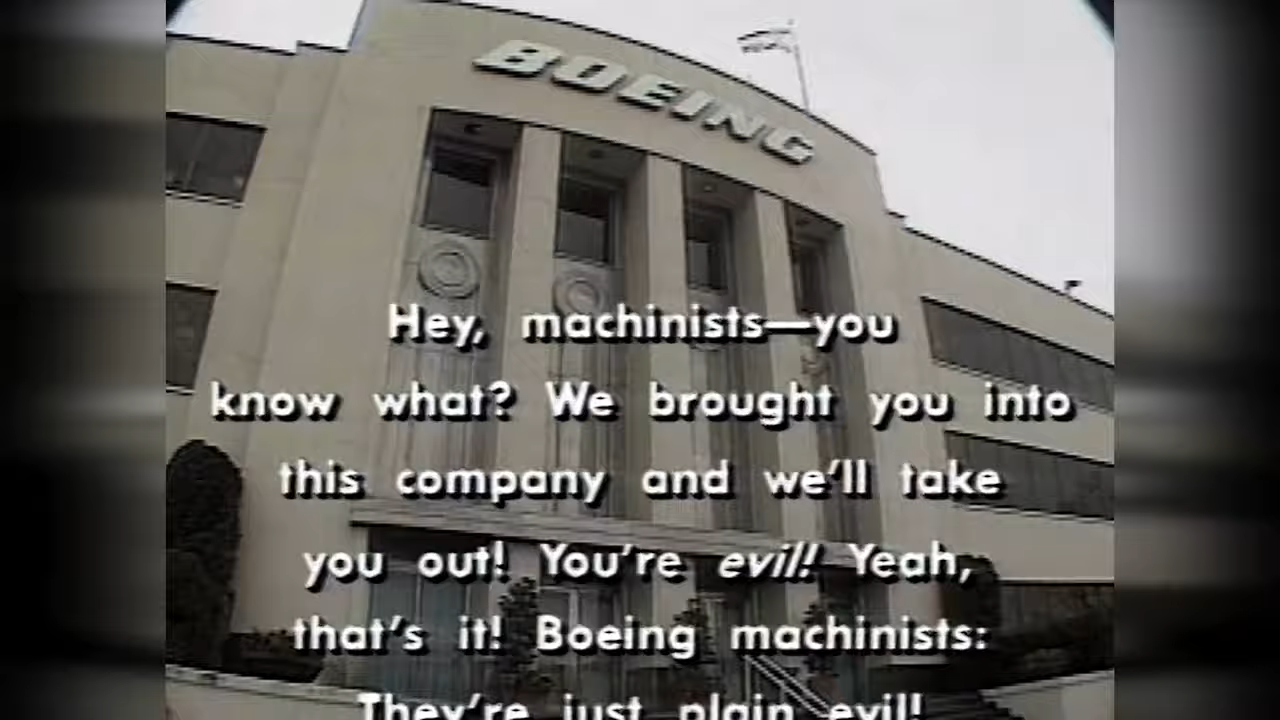 BOEING
Hey, machinists—you
know what? We brought you into
this company and we'll take
you out! You're evil! Yeah,
that's it! Boeing machinists:
They're just plain evil!